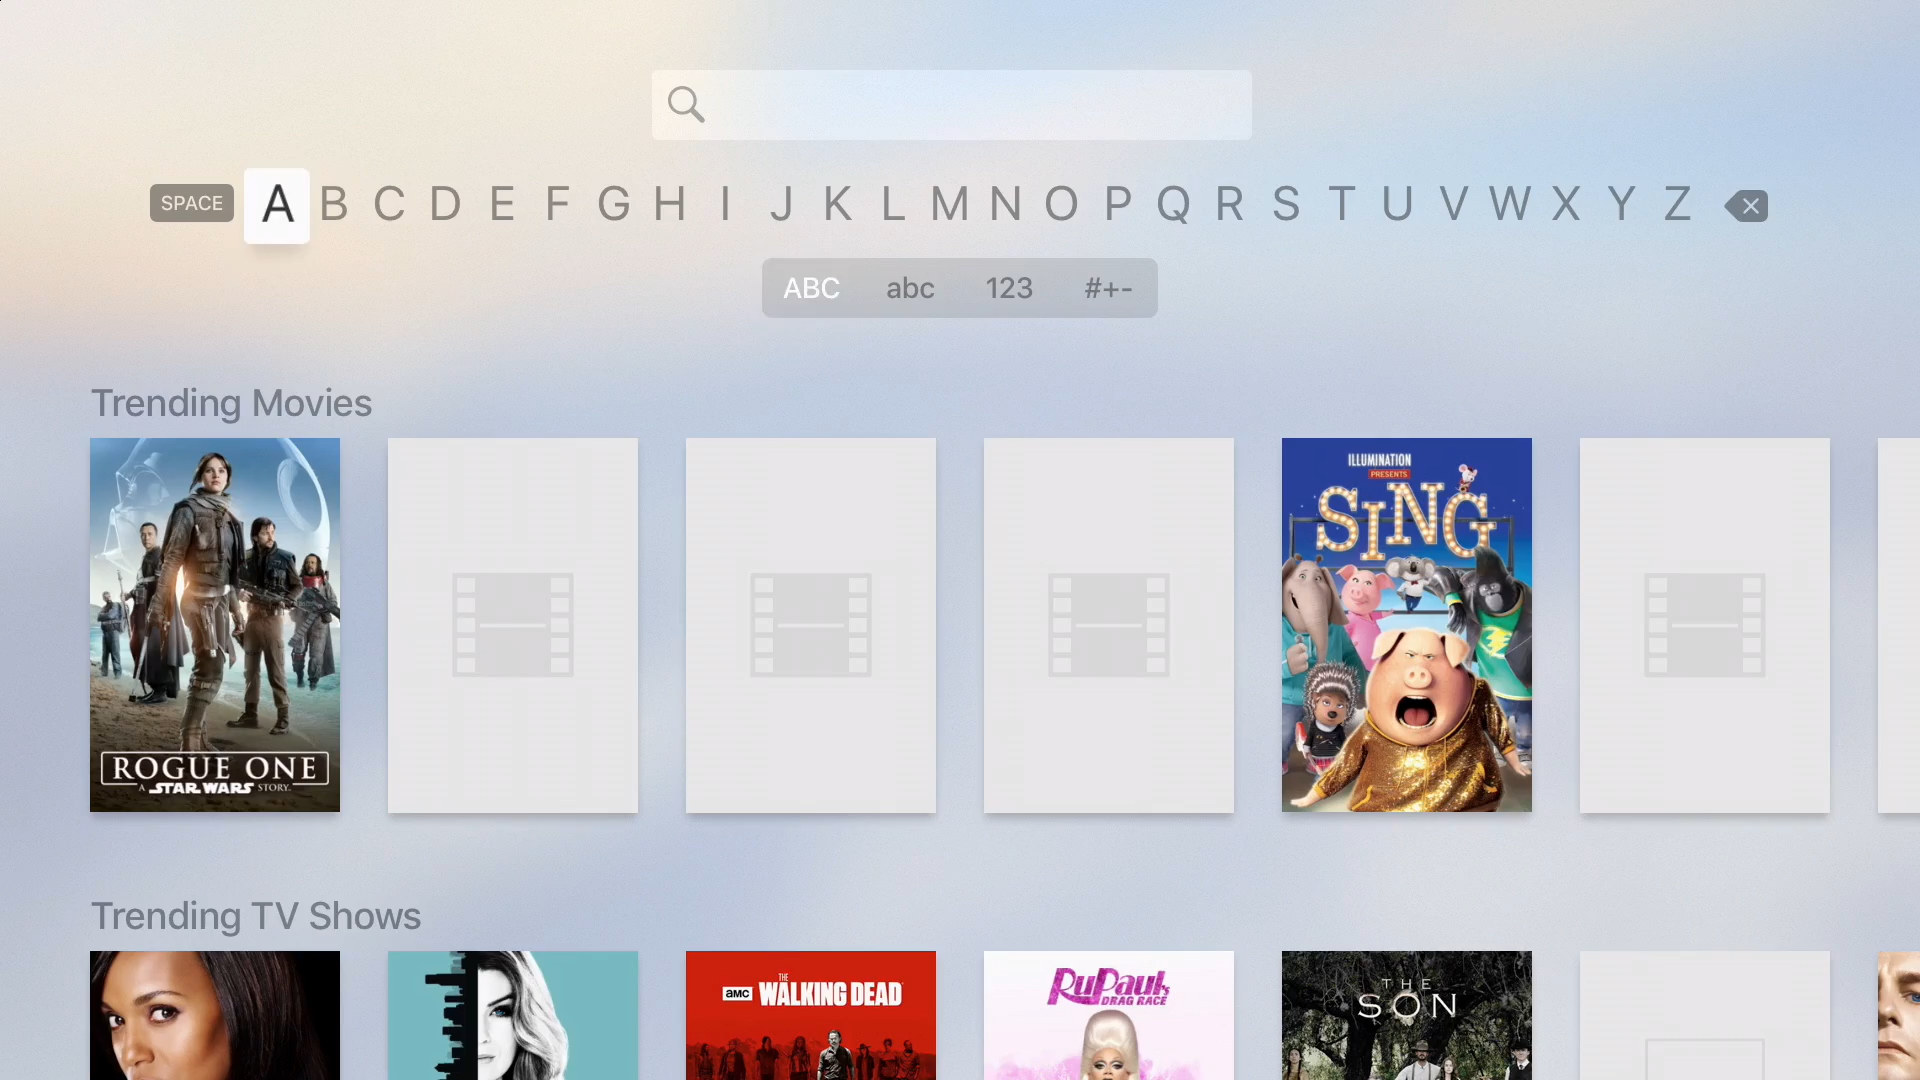 SPACE A B C D E F G H I J K L M N O P Q R S T U V W X Y Z
ABC abc 123 #+-
Trending Movies
ROGUE ONE
A STAR WARS STORY
ILLUMINATION
PRESENTS
SING
Trending TV Shows
AMC THE WALKING DEAD
RuPaul's
DRAG RACE
THE
SON